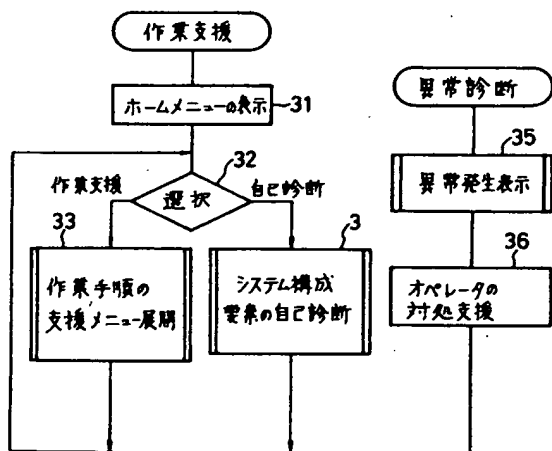 作業支援
ホームメニューの表示
31
32
作業支援
選択
自己診断
33
作業手順の
支援メニュー展開
3
システム構成
要素の自己診断
異常診断
35
異常発生表示
36
オペレータの
対処支援